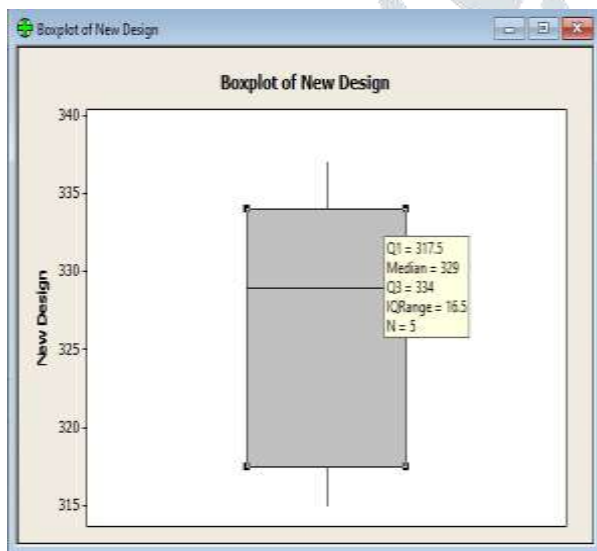 Boxplot of New Design
Boxplot of New Design
340
335
330
325
320
315
New Design
Q1 = 317.5
Median = 329
Q3 = 334
IQRange = 16.5
N = 5